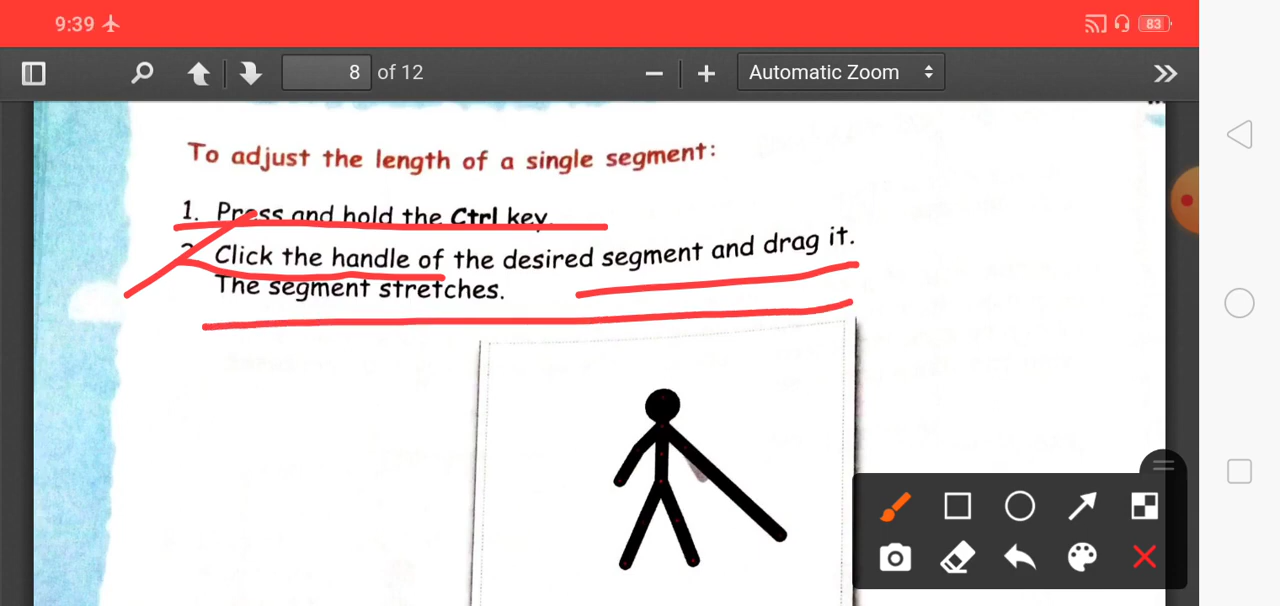 9:39
83
8 of 12
Automatic Zoom
To adjust the length of a single segment:
1. Press and hold the Ctrl key.
Click the handle of the desired segment and drag it.
The segment stretches.